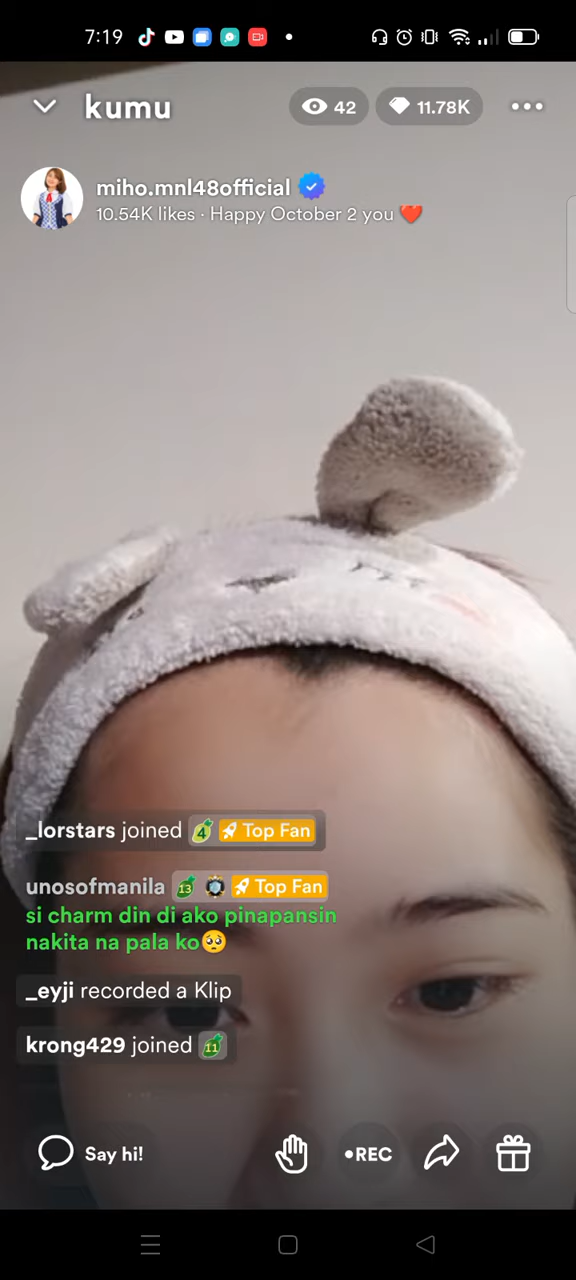 7:19
kumu
42
11.78K
miho.mnl48official
10.54K likes · Happy October 2 you ❤️
_lorstars joined 4 Top Fan
unosofmanila 13 Top Fan
si charm din di ako pinapansin
nakita na pala ko🥺
_eyji recorded a Klip
krong429 joined 11
Say hi!
•REC